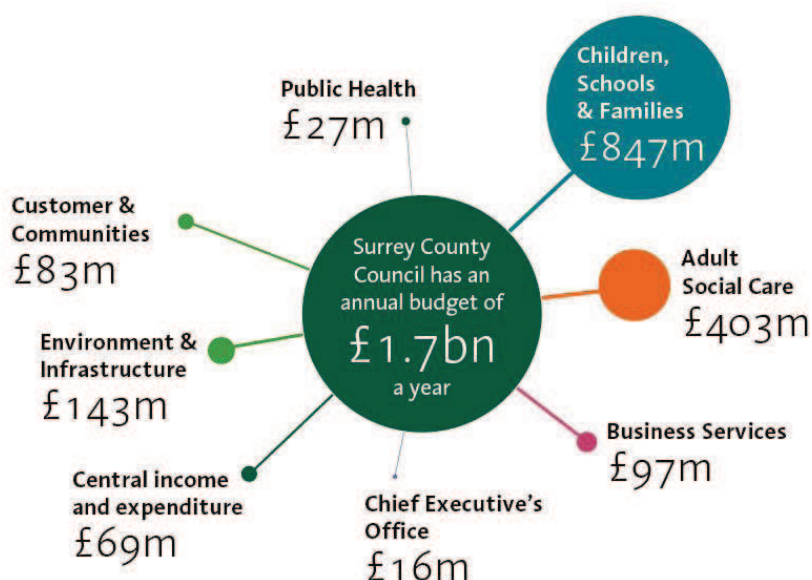 Public Health
£27m
Children,
Schools
& Families
£847m
Customer &
Communities
£83m
Surrey County
Council has an
annual budget of
£1.7bn
a year
Adult
Social Care
£403m
Environment &
Infrastructure
£143m
Business Services
£97m
Central income
and expenditure
£69m
Chief Executive's
Office
£16m